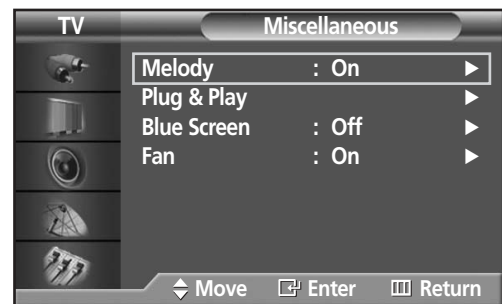 TV Miscellaneous
Melody : On
Plug & Play
Blue Screen : Off
Fan : On
Move Enter Return